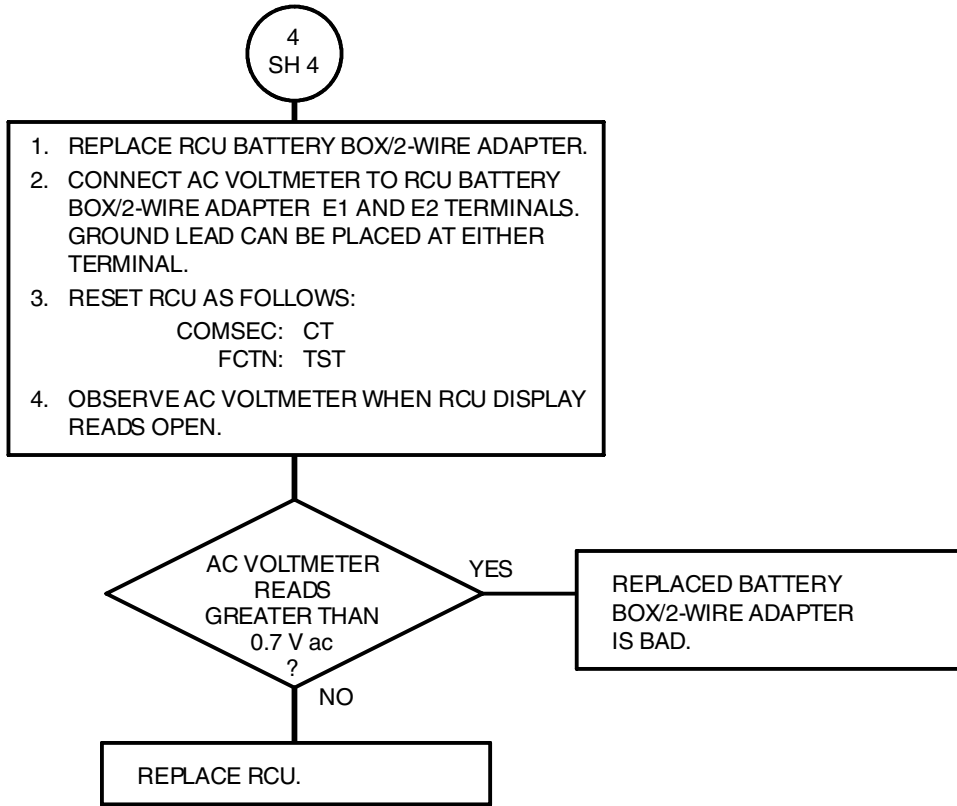 4
SH 4
1. REPLACE RCU BATTERY BOX/2-WIRE ADAPTER.
2. CONNECT AC VOLTMETER TO RCU BATTERY
BOX/2-WIRE ADAPTER E1 AND E2 TERMINALS.
GROUND LEAD CAN BE PLACED AT EITHER
TERMINAL.
3. RESET RCU AS FOLLOWS:
COMSEC: CT
FCTN: TST
4. OBSERVE AC VOLTMETER WHEN RCU DISPLAY
READS OPEN.
AC VOLTMETER
READS
GREATER THAN
0.7 V ac
?
YES
REPLACED BATTERY
BOX/2-WIRE ADAPTER
IS BAD.
NO
REPLACE RCU.